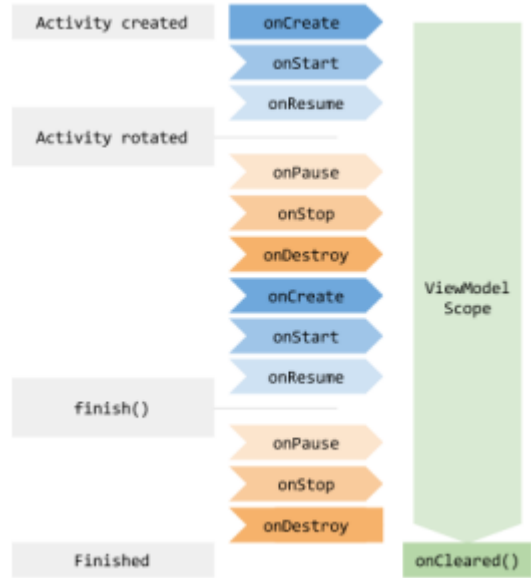 Activity created
onCreate
onStart
onResume
Activity rotated
onPause
onStop
onDestroy
onCreate
ViewModel
Scope
onStart
onResume
finish()
onPause
onStop
onDestroy
Finished
onCleared()